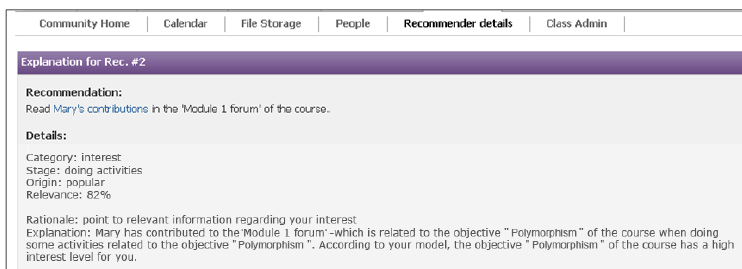 Community Home | Calendar | File Storage | People | Recommender details | Class Admin |
Explanation for Rec. #2
Recommendation:
Read Mary's contributions in the 'Module 1 forum' of the course.
Details:
Category: interest
Stage: doing activities
Origin: popular
Relevance: 82%
Rationale: point to relevant information regarding your interest
Explanation: Mary has contributed to the'Module 1 forum' -which is related to the objective "Polymorphism" of the course when doing
some activities related to the objective "Polymorphism". According to your model, the objective "Polymorphism" of the course has a high
interest level for you.